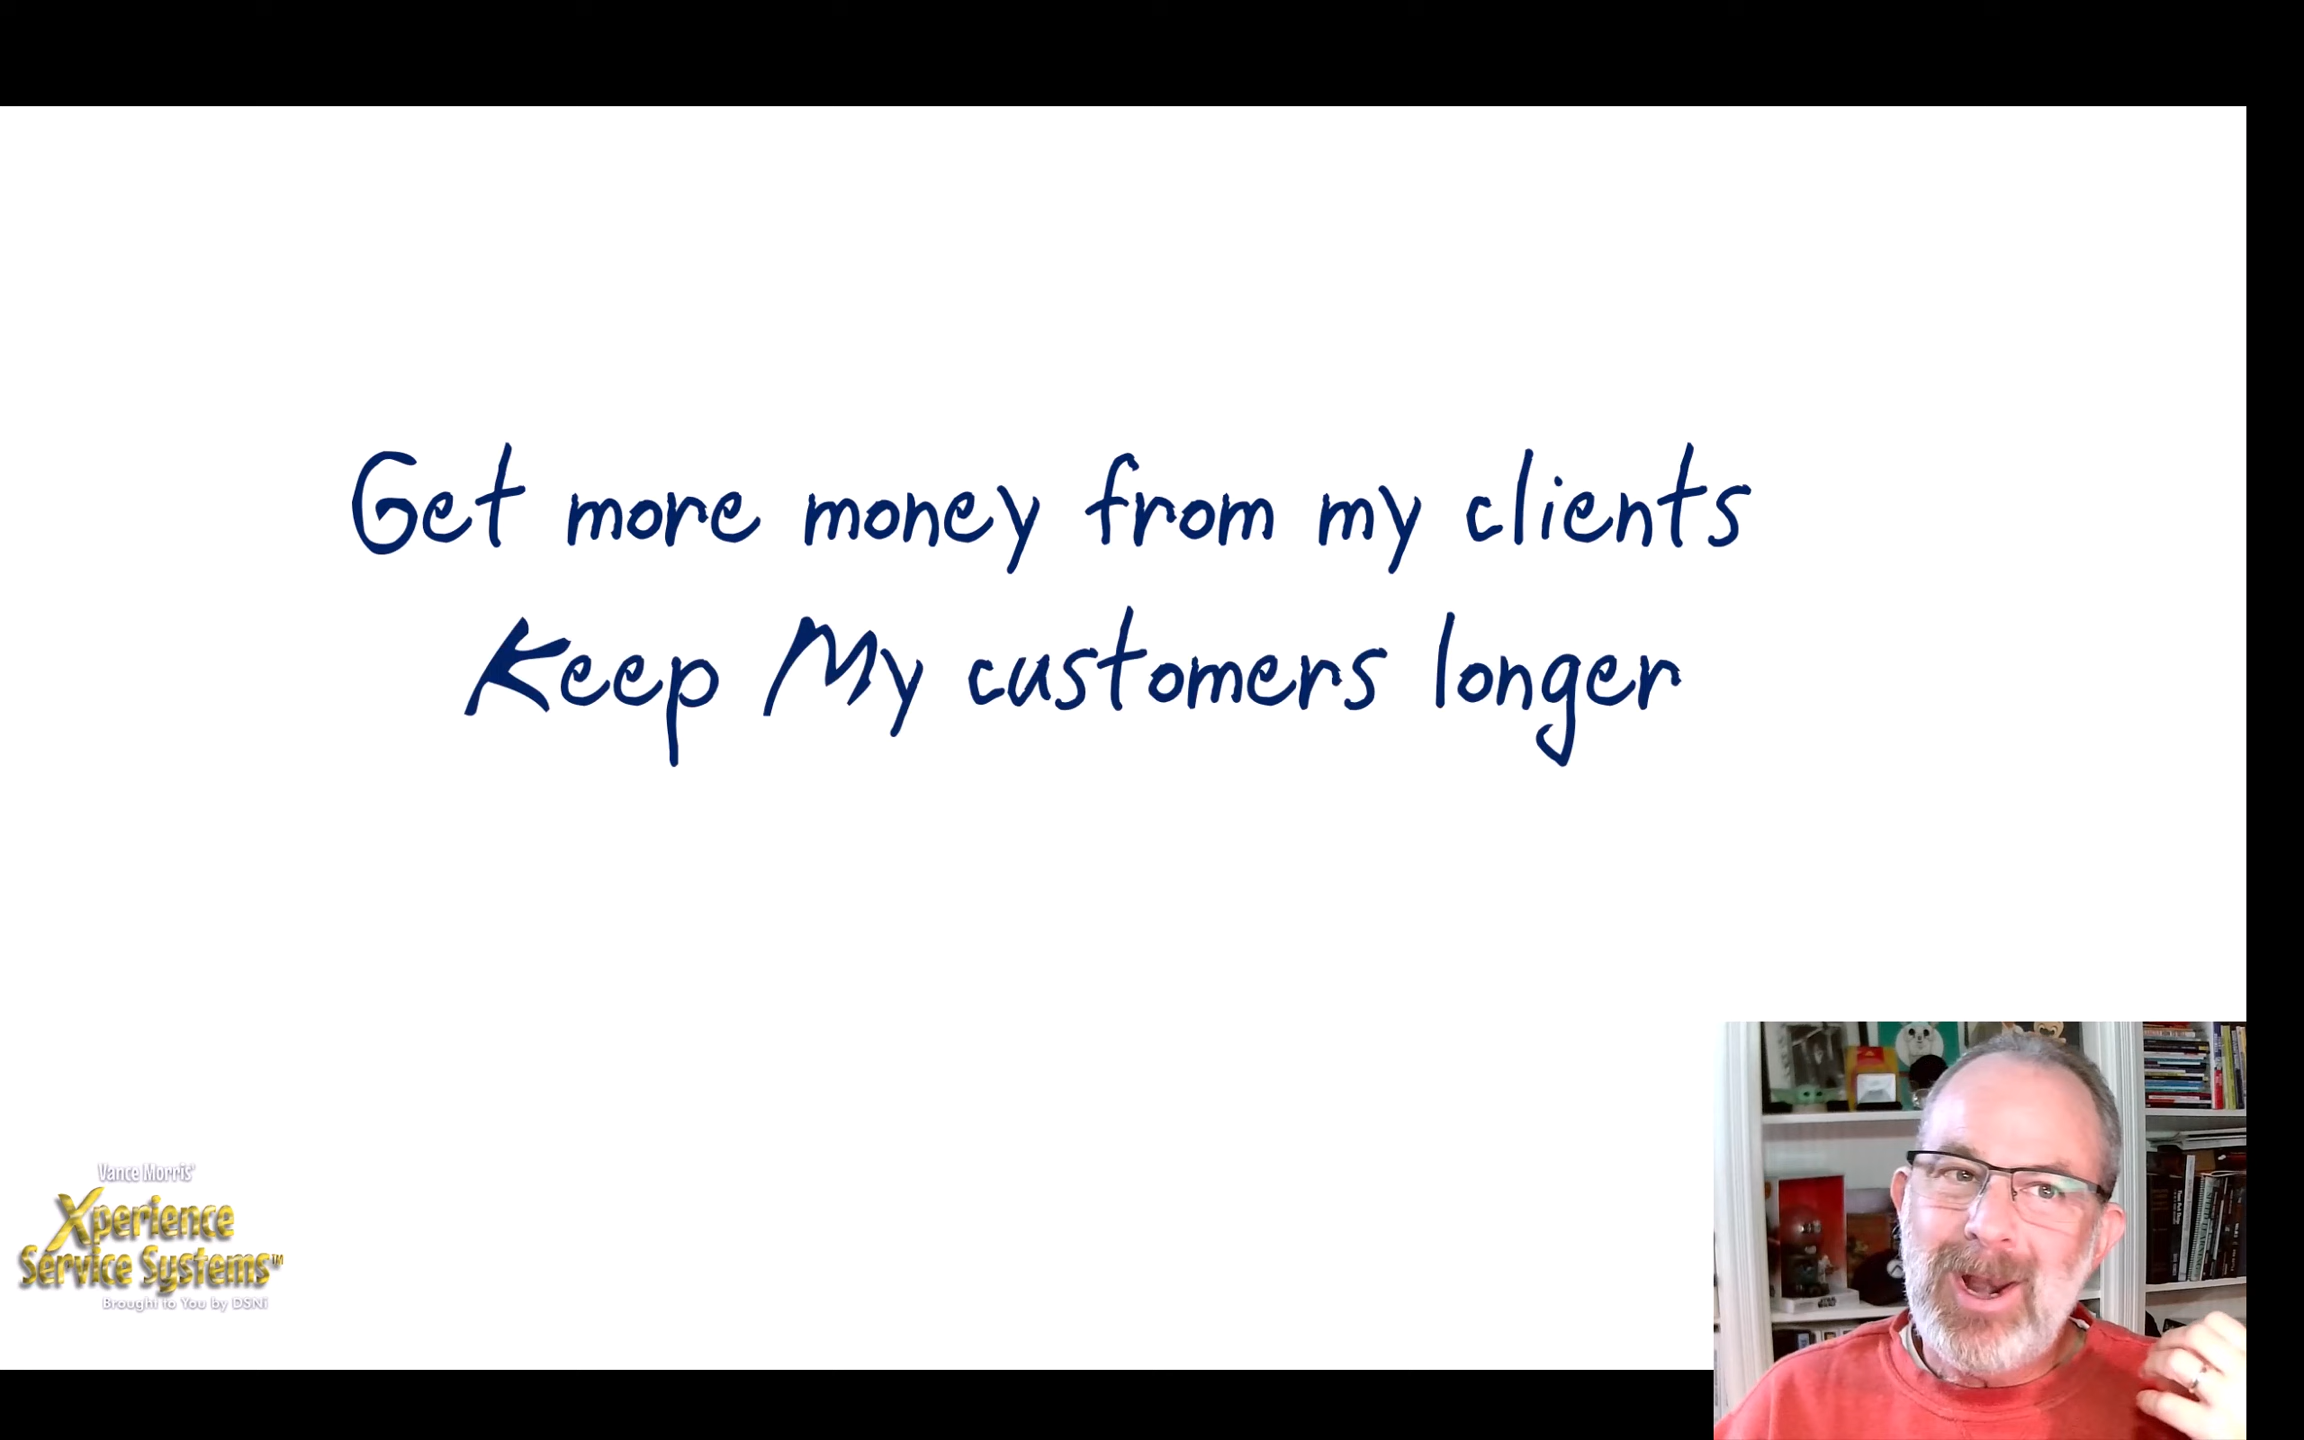 Get more money from my clients
Keep My customers longer
Vance Morris'
Xperience
Service Systems™
Brought to You by DSNi